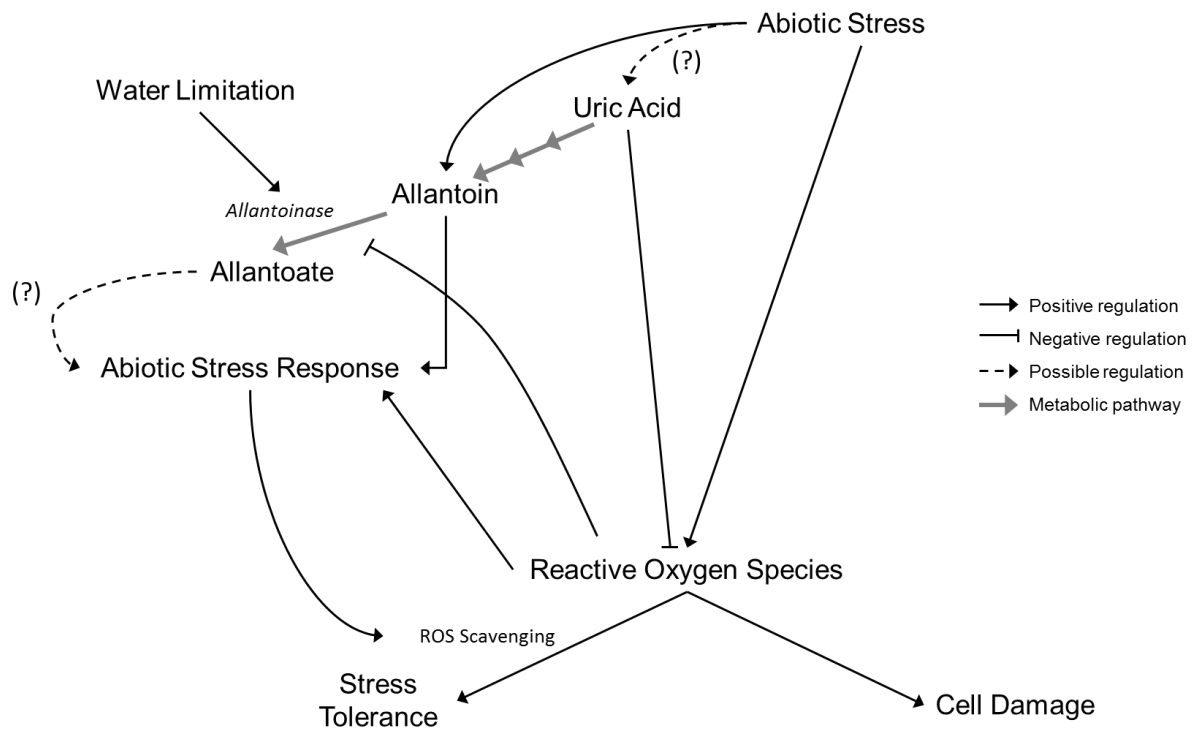 Abiotic Stress
(?)
Water Limitation
Uric Acid
Allantoin
Allantoinase
Allantoate
(?)
Abiotic Stress Response
Positive regulation
Negative regulation
Possible regulation
Metabolic pathway
Reactive Oxygen Species
ROS Scavenging
Stress
Tolerance
Cell Damage